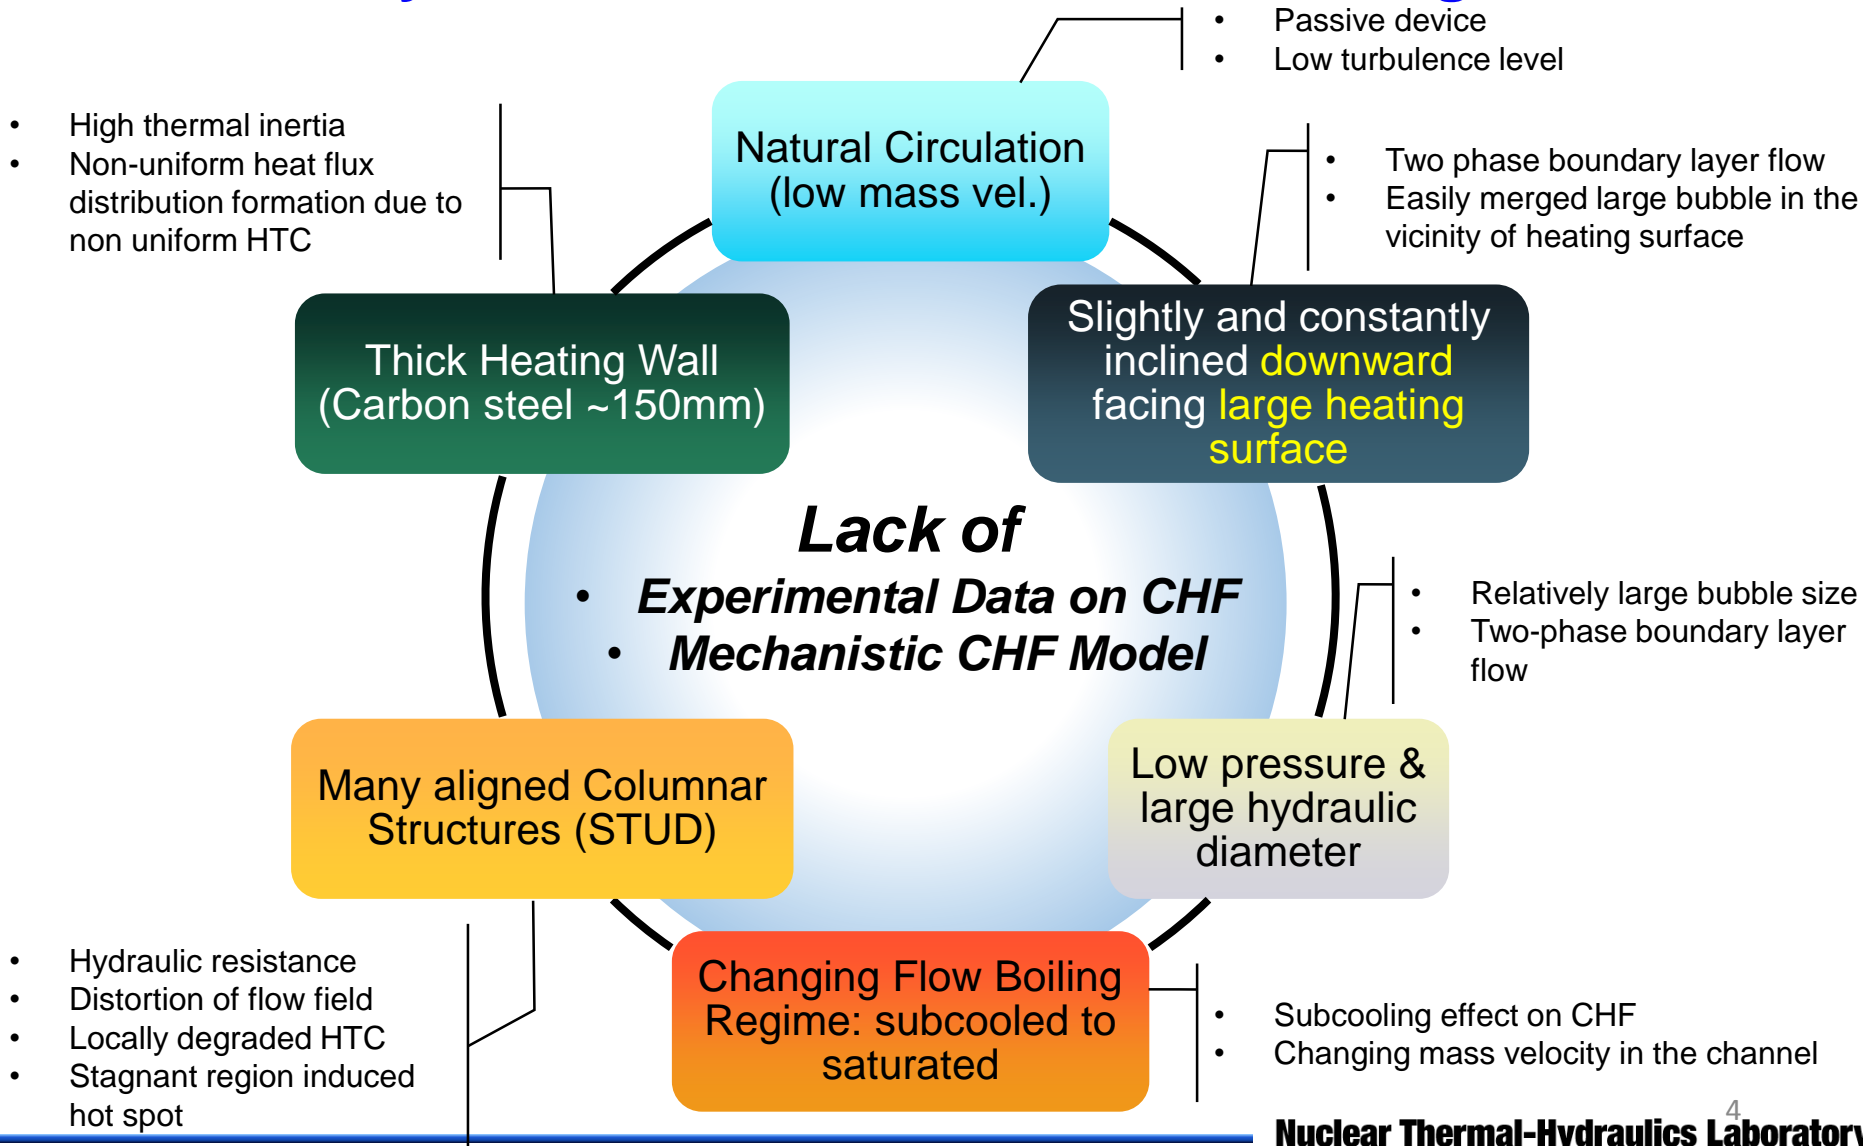 • Passive device
• Low turbulence level
• High thermal inertia
• Non-uniform heat flux
distribution formation due to
non uniform HTC
Natural Circulation
(low mass vel.)
• Two phase boundary layer flow
• Easily merged large bubble in the
vicinity of heating surface
Thick Heating Wall
(Carbon steel ~150mm)
Slightly and constantly
inclined downward
facing large heating
surface
Lack of
• Experimental Data on CHF
• Mechanistic CHF Model
• Relatively large bubble size
• Two-phase boundary layer
flow
Many aligned Columnar
Structures (STUD)
Low pressure &
large hydraulic
diameter
• Hydraulic resistance
• Distortion of flow field
• Locally degraded HTC
• Stagnant region induced
hot spot
Changing Flow Boiling
Regime: subcooled to
saturated
• Subcooling effect on CHF
• Changing mass velocity in the channel
4
Nuclear Thermal-Hydraulics Laboratory